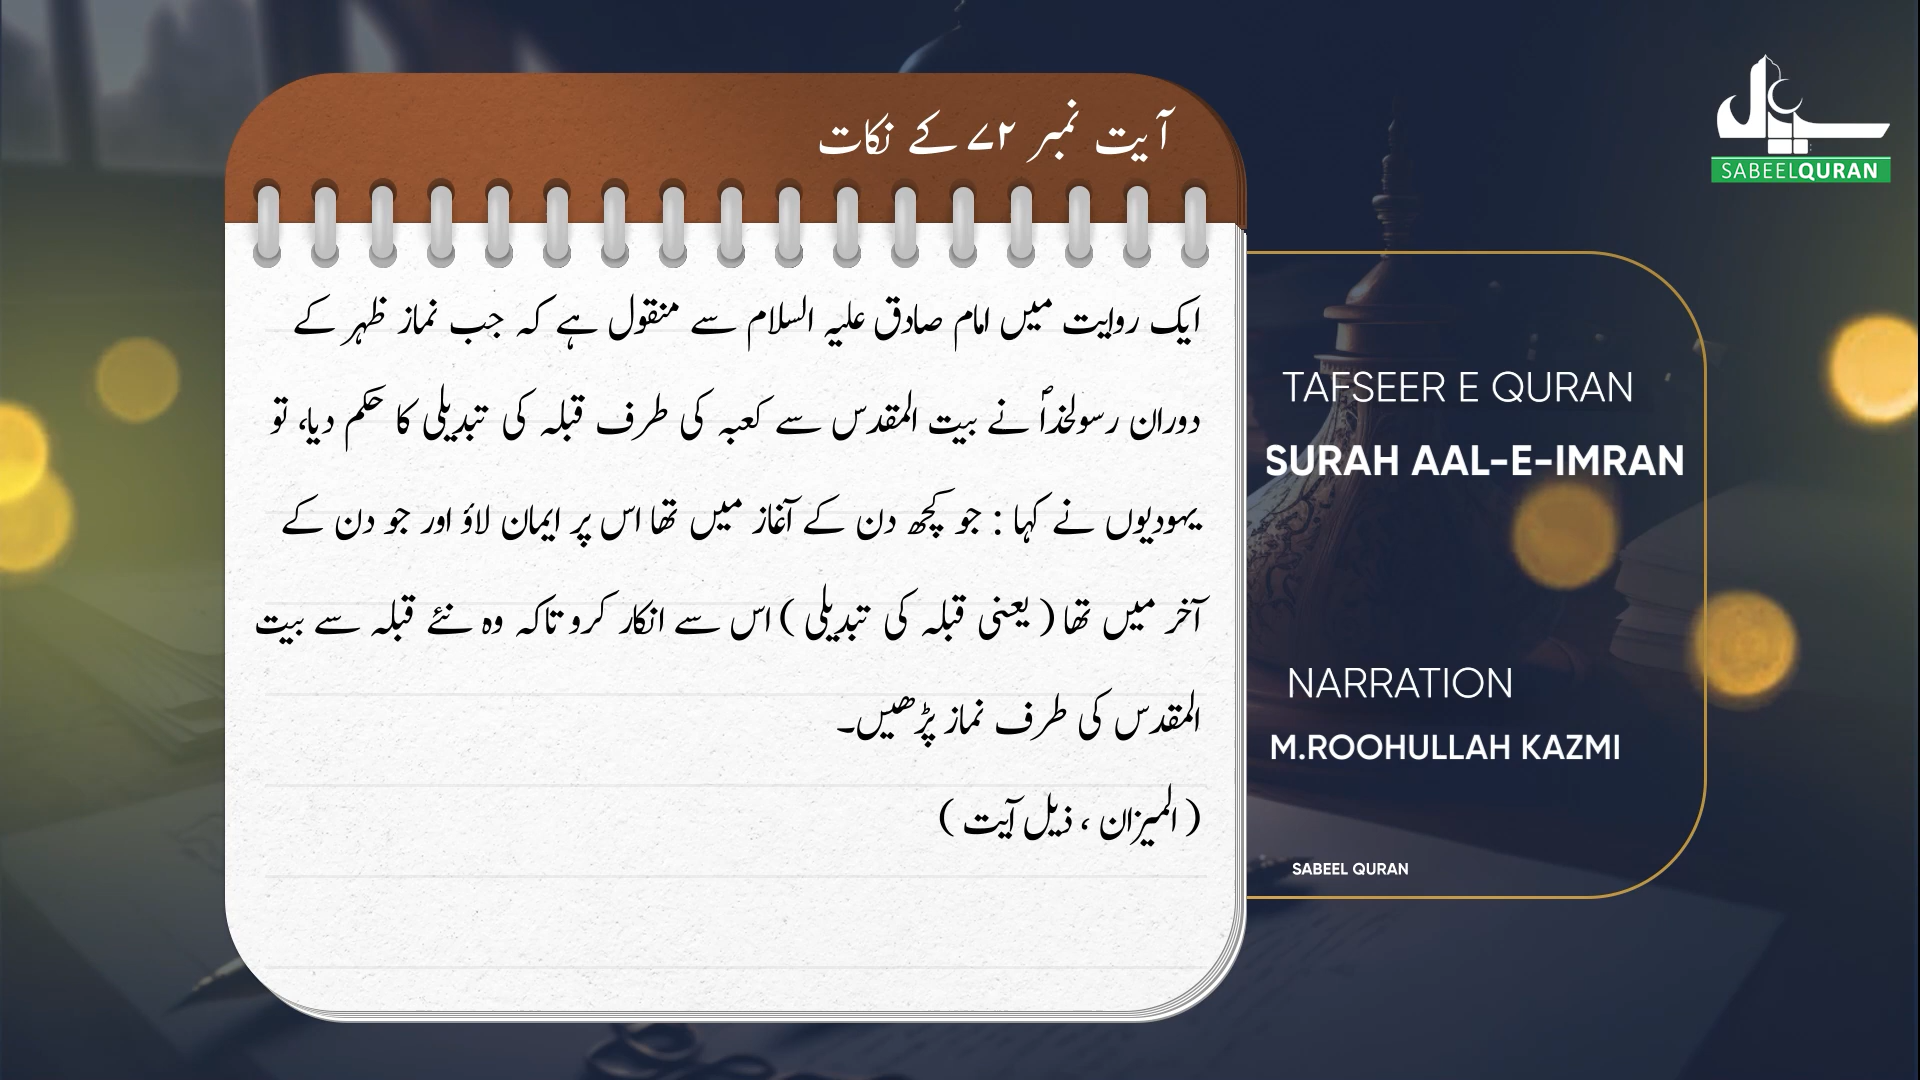 آیت نمبر ۷۲ کے نکات
ایک روایت میں امام صادق علیہ السلام سے منقول ہے کہ جب نماز ظہر کے
دوران رسولخداؐ نے بیت المقدس سے کعبہ کی طرف قبلہ کی تبدیلی کا حکم دیا، تو
یہودیوں نے کہا : جو کچھ دن کے آغاز میں تھا اس پر ایمان لاؤ اور جو دن کے
آخر میں تھا ( یعنی قبلہ کی تبدیلی ) اس سے انکار کرو تاکہ وہ نئے قبلہ سے بیت
المقدس کی طرف نماز پڑھیں۔
( المیزان ، ذیل آیت )
سبیل
SABEELQURAN
TAFSEER E QURAN
SURAH AAL-E-IMRAN
NARRATION
M.ROOHULLAH KAZMI
SABEEL QURAN